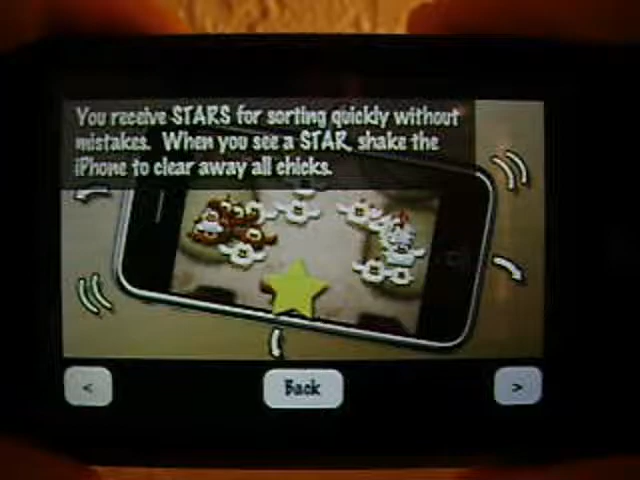 You receive STARS for sorting quickly without
mistakes. When you see a STAR, shake the
iPhone to clear away all chicks.
< Back >